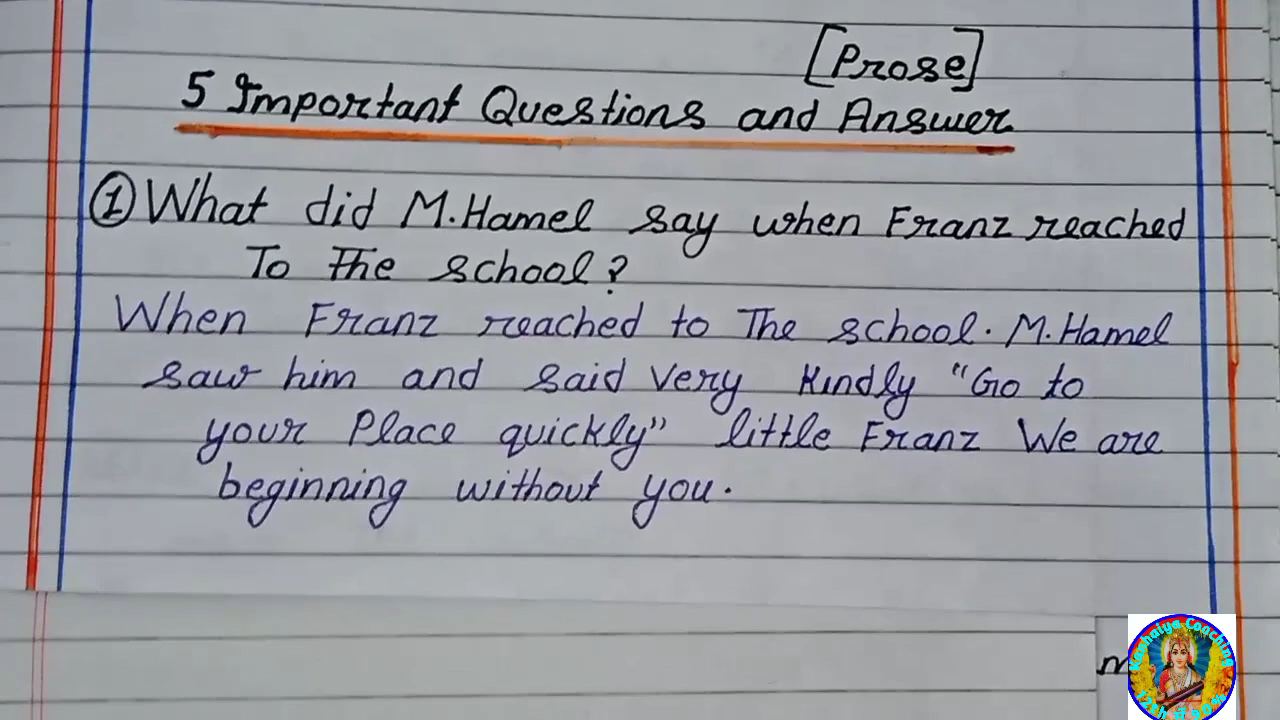 [Prose]
5 Important Questions and Answer
① What did M.Hamel say when Franz reached
To The school?
When Franz reached to The school. M.Hamel
saw him and said very kindly "Go to
your Place quickly" little Franz We are
beginning without you.
Kanhaiya Coaching